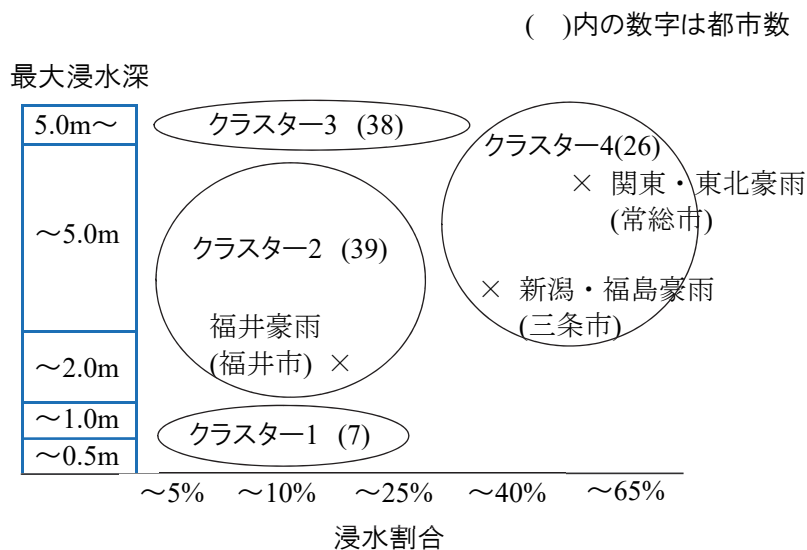 (　)内の数字は都市数
最大浸水深
5.0m～
～5.0m
～2.0m
～1.0m
～0.5m
クラスター3 (38)
クラスター4(26)
× 関東・東北豪雨
(常総市)
クラスター2 (39)
× 新潟・福島豪雨
(三条市)
福井豪雨
(福井市) ×
クラスター1 (7)
～5% ～10% ～25% ～40% ～65%
浸水割合